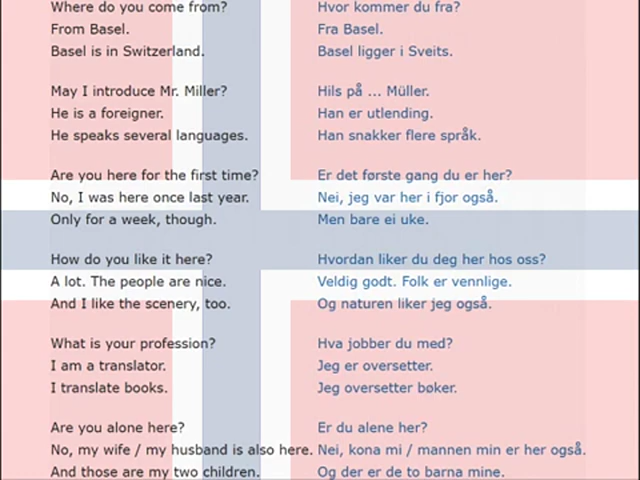 Where do you come from? Hvor kommer du fra?
From Basel. Fra Basel.
Basel is in Switzerland. Basel ligger i Sveits.
May I introduce Mr. Miller? Hils på ... Müller.
He is a foreigner. Han er utlending.
He speaks several languages. Han snakker flere språk.
Are you here for the first time? Er det første gang du er her?
No, I was here once last year. Nei, jeg var her i fjor også.
Only for a week, though. Men bare ei uke.
How do you like it here? Hvordan liker du deg her hos oss?
A lot. The people are nice. Veldig godt. Folk er vennlige.
And I like the scenery, too. Og naturen liker jeg også.
What is your profession? Hva jobber du med?
I am a translator. Jeg er oversetter.
I translate books. Jeg oversetter bøker.
Are you alone here? Er du alene her?
No, my wife / my husband is also here. Nei, kona mi / mannen min er her også.
And those are my two children. Og der er de to barna mine.